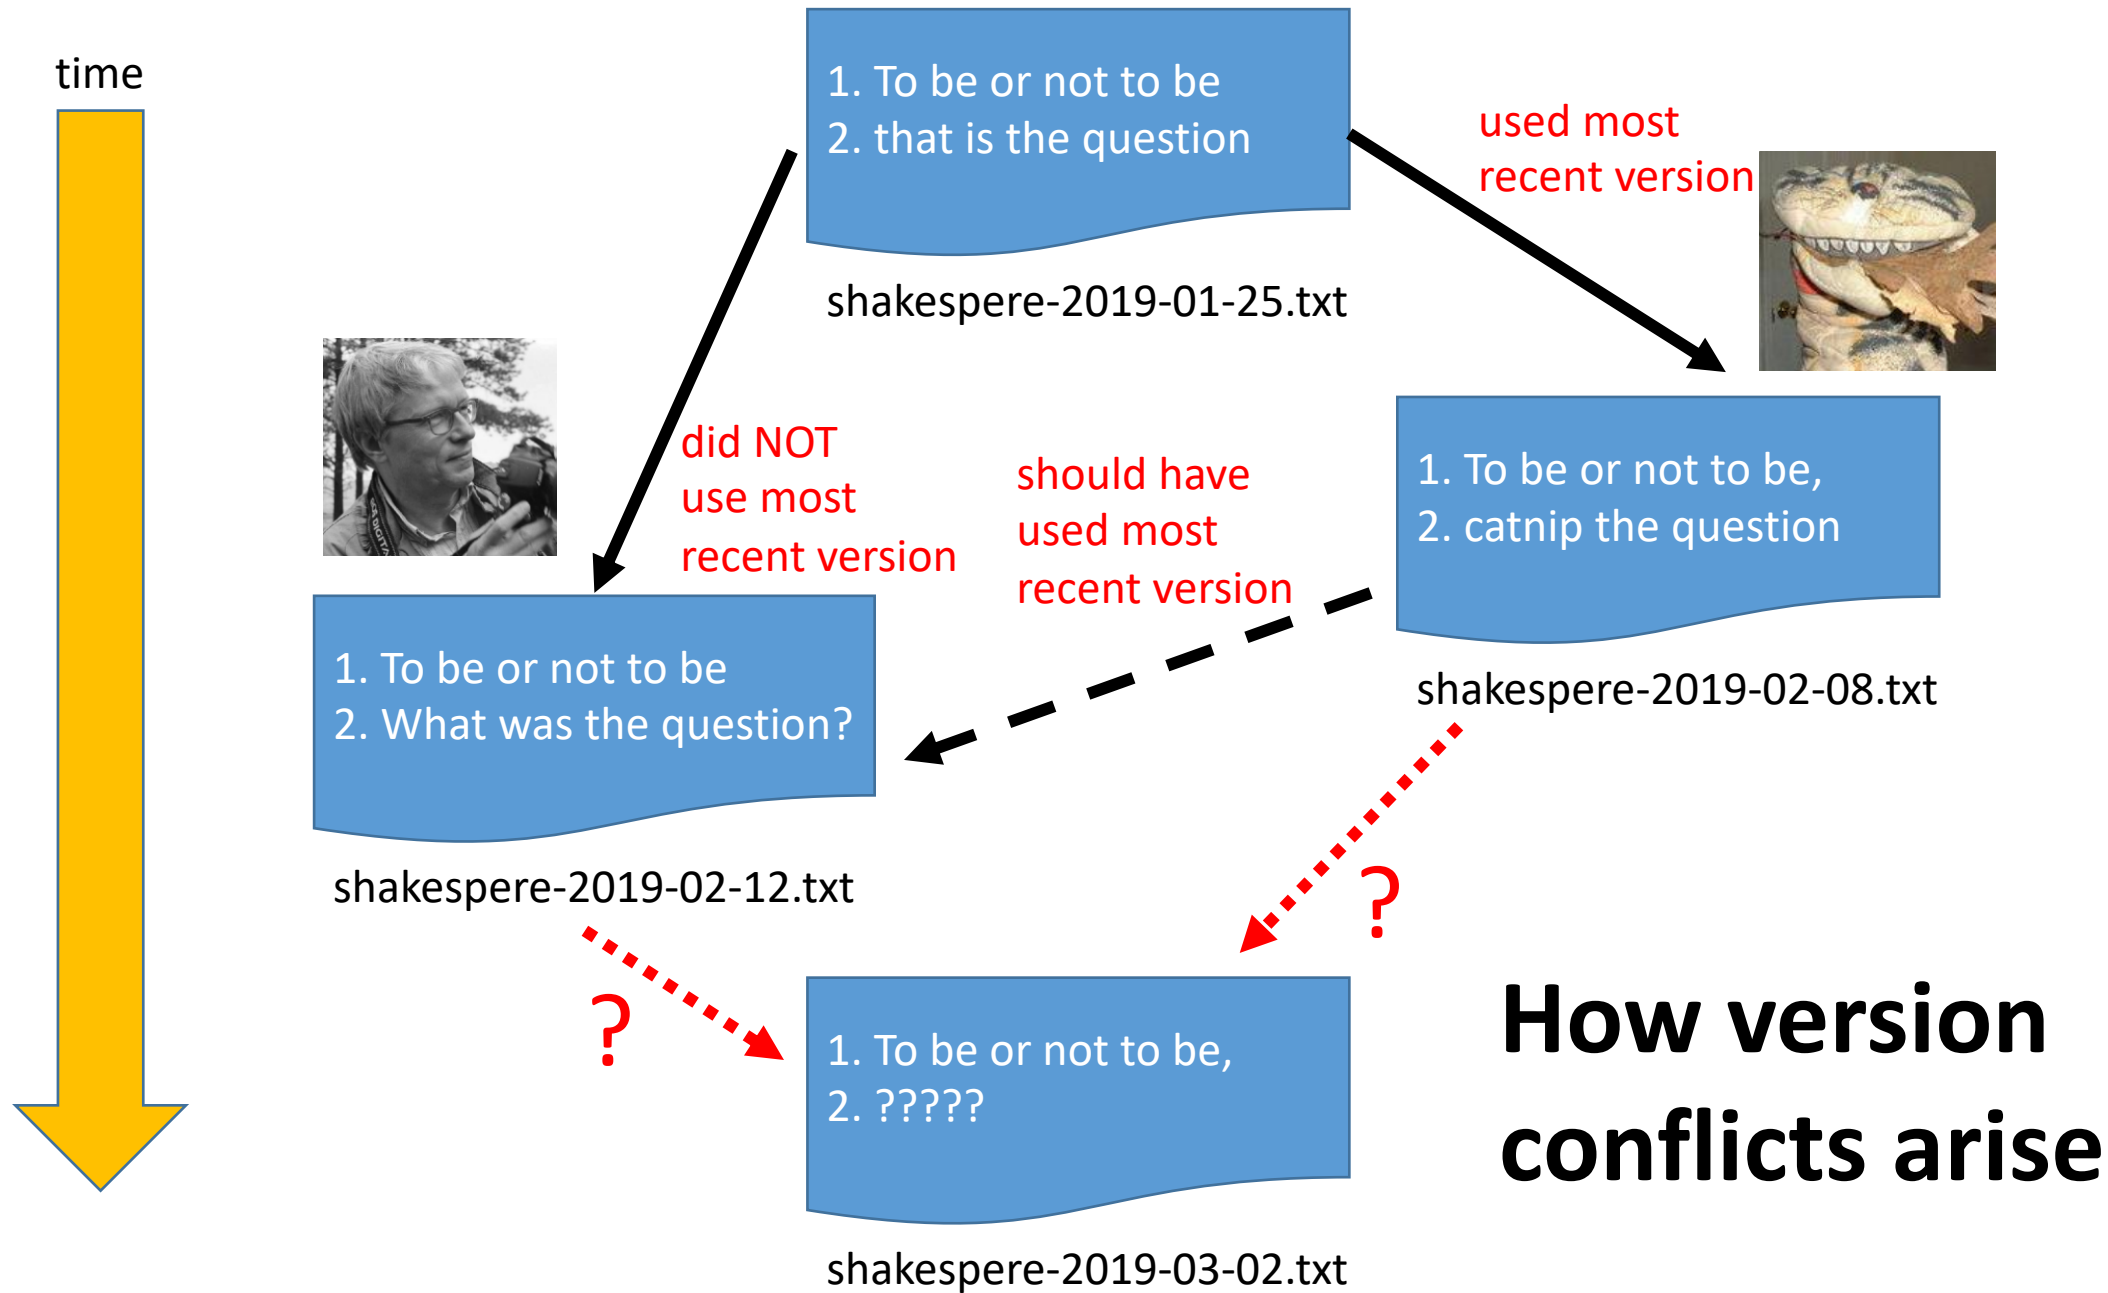 time
1. To be or not to be
2. that is the question
shakespere-2019-01-25.txt
used most
recent version
did NOT
use most
recent version
should have
used most
recent version
1. To be or not to be,
2. catnip the question
shakespere-2019-02-08.txt
1. To be or not to be
2. What was the question?
shakespere-2019-02-12.txt
?
?
1. To be or not to be,
2. ?????
shakespere-2019-03-02.txt
How version
conflicts arise